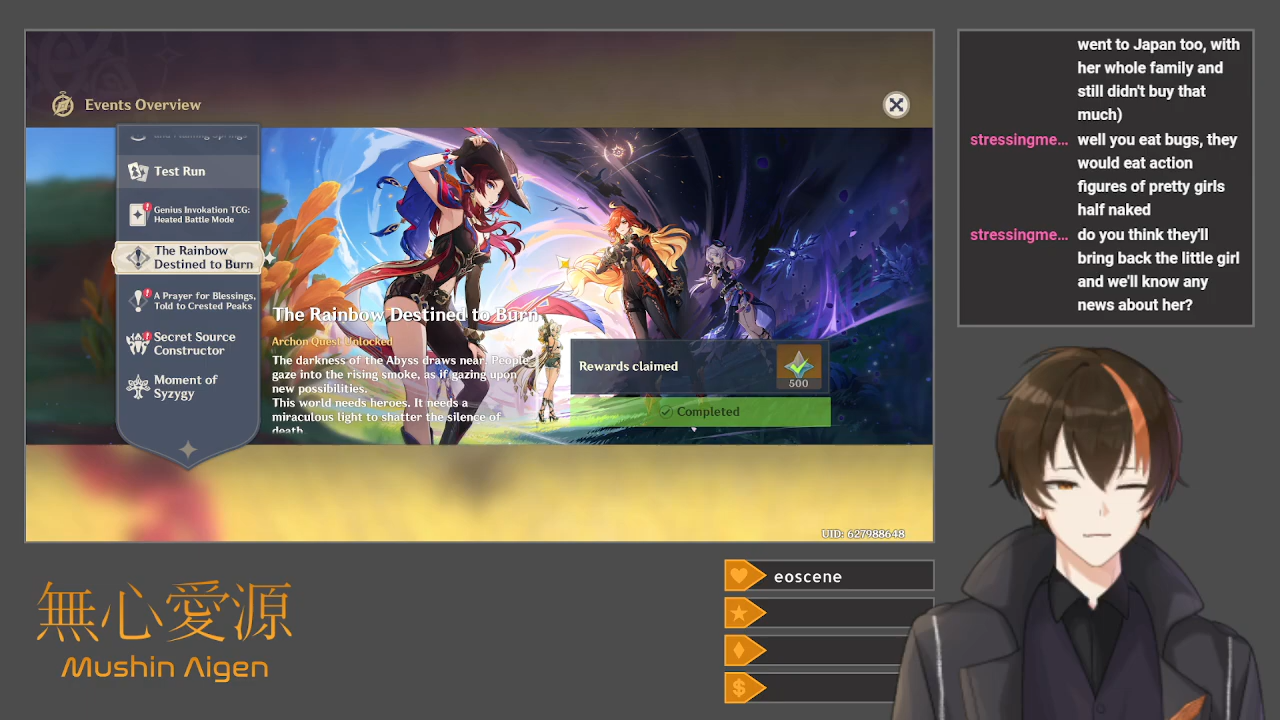 Events Overview
Test Run
Genius Invokation TCG:
Heated Battle Mode
The Rainbow
Destined to Burn
A Prayer for Blessings,
Told to Crested Peaks
Secret Source
Constructor
Moment of
Syzygy
The Rainbow Destined to Burn
Archon Quest Unlocked
The darkness of the Abyss draws near. People
gaze into the rising smoke, as if gazing upon
new possibilities.
This world needs heroes. It needs a
miraculous light to shatter the silence of
death.
Rewards claimed
500
Completed
UID: 627988648
went to Japan too, with
her whole family and
still didn't buy that
much)
stressingme... well you eat bugs, they
would eat action
figures of pretty girls
half naked
stressingme... do you think they'll
bring back the little girl
and we'll know any
news about her?
無心愛源
Mushin Aigen
eoscene
$